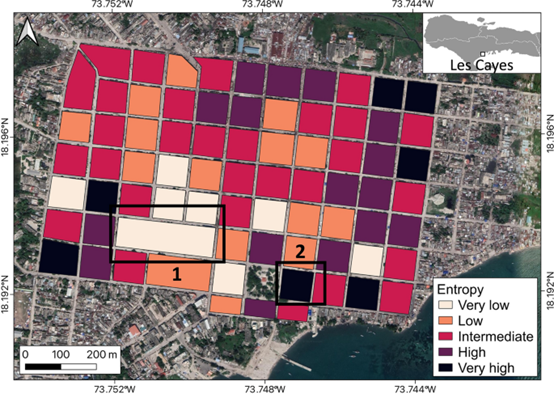 73.752°W 73.748°W 73.744°W
Les Cayes
18.196°N 18.196°N
18.192°N 18.192°N
1
2
Entropy
Very low
Low
Intermediate
High
Very high
0 100 200 m
73.752°W 73.748°W 73.744°W